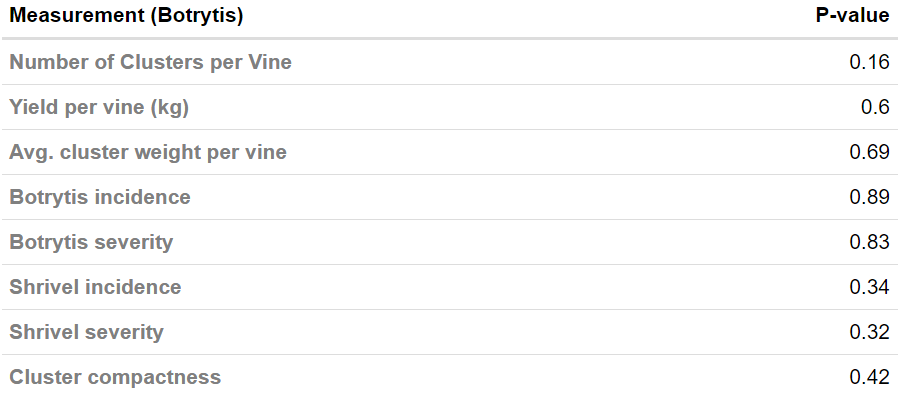 Measurement (Botrytis) P-value
Number of Clusters per Vine 0.16
Yield per vine (kg) 0.6
Avg. cluster weight per vine 0.69
Botrytis incidence 0.89
Botrytis severity 0.83
Shrivel incidence 0.34
Shrivel severity 0.32
Cluster compactness 0.42